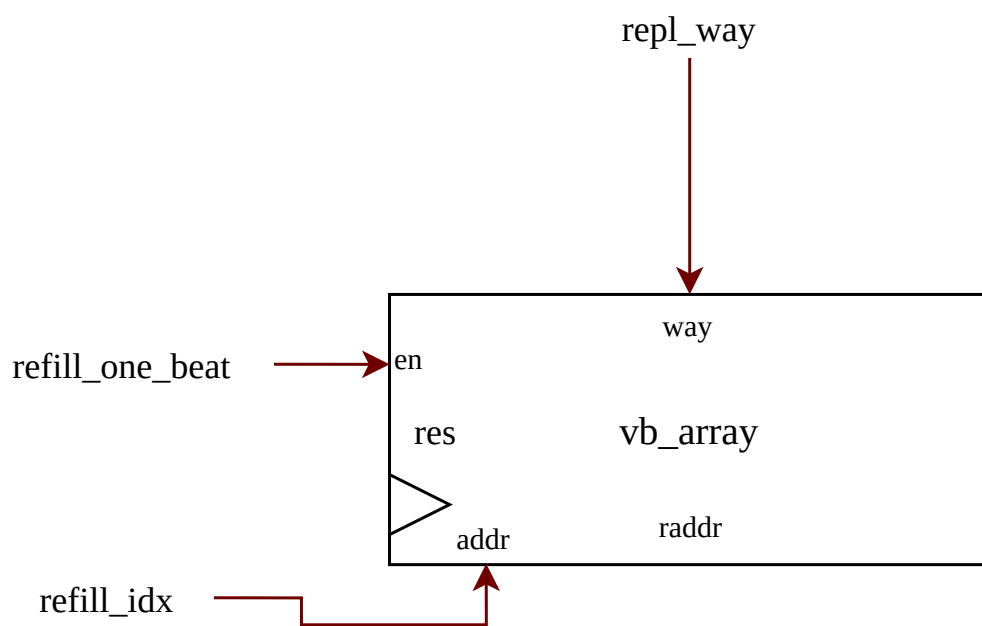 repl_way
way
en
refill_one_beat
res
vb_array
raddr
addr
refill_idx